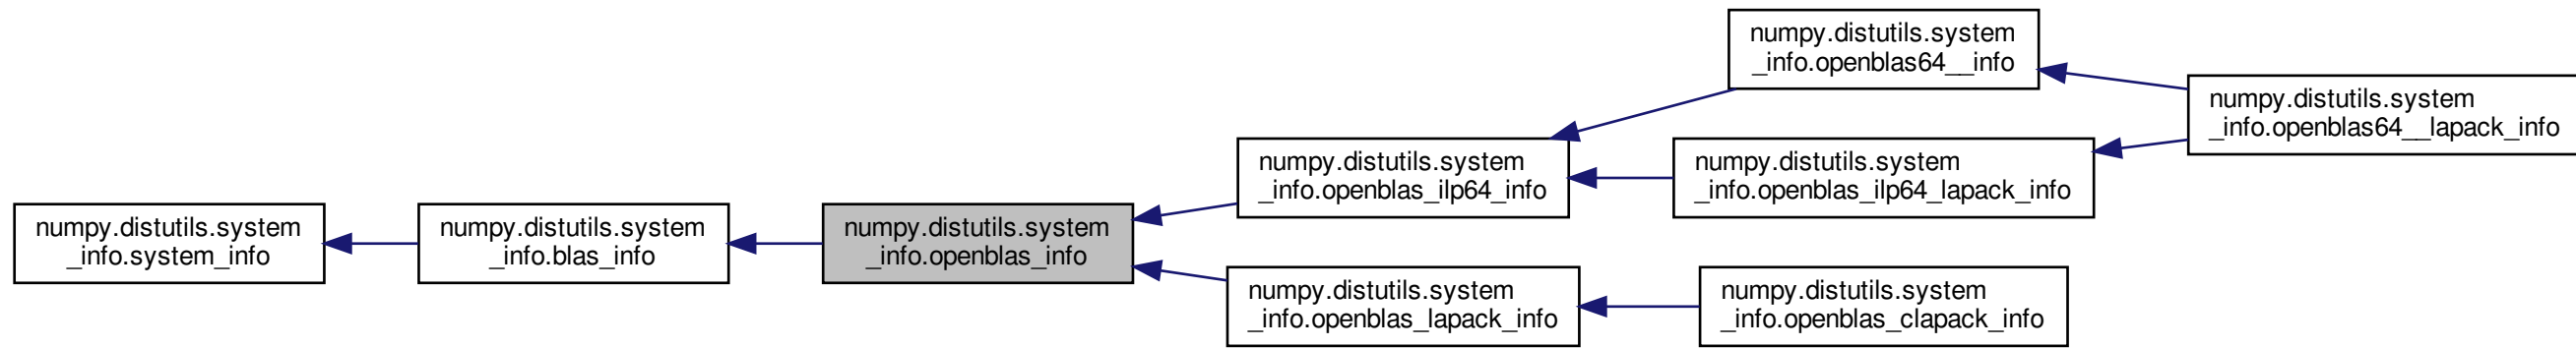 numpy.distutils.system
_info.system_info
numpy.distutils.system
_info.blas_info
numpy.distutils.system
_info.openblas_info
numpy.distutils.system
_info.openblas_ilp64_info
numpy.distutils.system
_info.openblas64__info
numpy.distutils.system
_info.openblas_ilp64_lapack_info
numpy.distutils.system
_info.openblas64__lapack_info
numpy.distutils.system
_info.openblas_lapack_info
numpy.distutils.system
_info.openblas_clapack_info